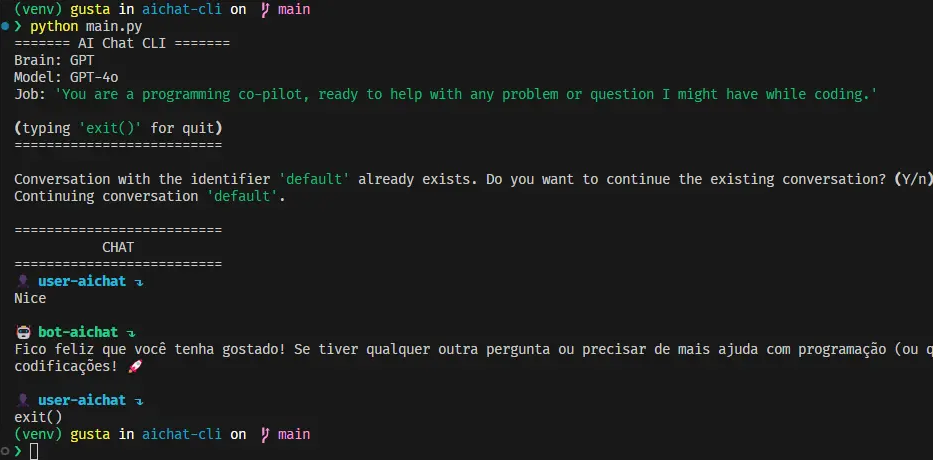 (venv) gusta in aichat-cli on main
❯ python main.py
======= AI Chat CLI =======
Brain: GPT
Model: GPT-4o
Job: 'You are a programming co-pilot, ready to help with any problem or question I might have while coding.'
(typing 'exit()' for quit)
==========================
Conversation with the identifier 'default' already exists. Do you want to continue the existing conversation? (Y/n)
Continuing conversation 'default'.
==========================
CHAT
==========================
👤 user-aichat ⤵
Nice
🤖 bot-aichat ⤵
Fico feliz que você tenha gostado! Se tiver qualquer outra pergunta ou precisar de mais ajuda com programação (ou
codificações! 🚀
👤 user-aichat ⤵
exit()
(venv) gusta in aichat-cli on main
❯